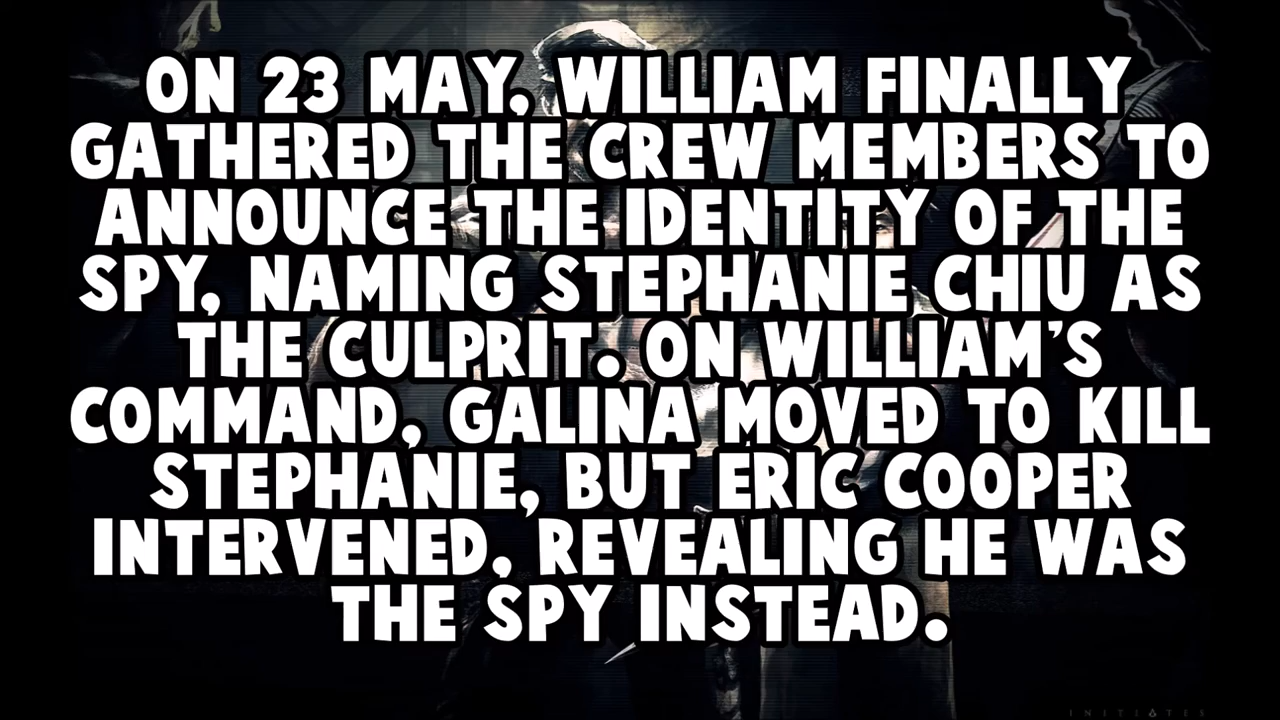 ON 23 MAY, WILLIAM FINALLY
GATHERED THE CREW MEMBERS TO
ANNOUNCE THE IDENTITY OF THE
SPY, NAMING STEPHANIE CHIU AS
THE CULPRIT. ON WILLIAM'S
COMMAND, GALINA MOVED TO KILL
STEPHANIE, BUT ERIC COOPER
INTERVENED, REVEALING HE WAS
THE SPY INSTEAD.
INITIATES